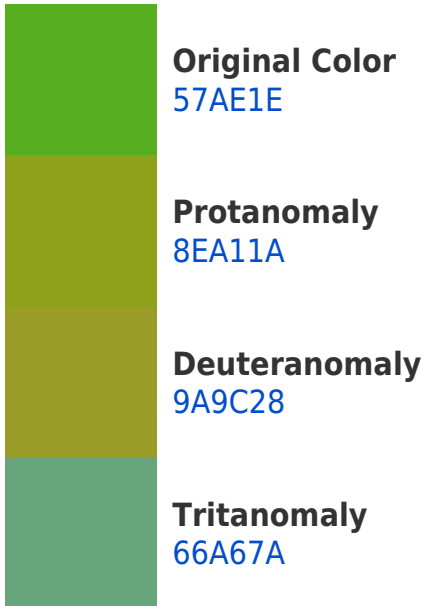 Original Color
57AE1E
Protanomaly
8EA11A
Deuteranomaly
9A9C28
Tritanomaly
66A67A